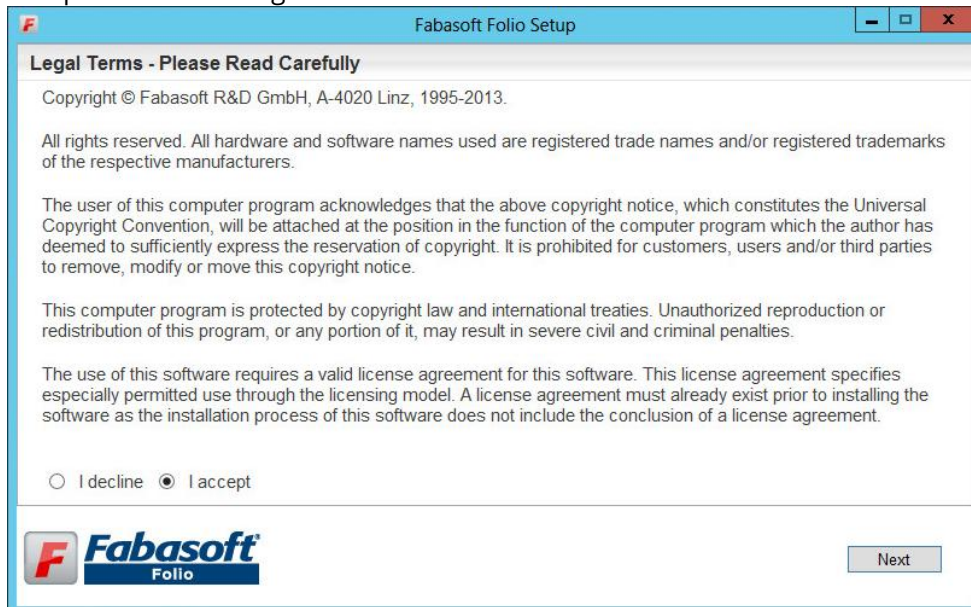 Fabasoft Folio Setup
Legal Terms - Please Read Carefully
Copyright © Fabasoft R&D GmbH, A-4020 Linz, 1995-2013.
All rights reserved. All hardware and software names used are registered trade names and/or registered trademarks
of the respective manufacturers.
The user of this computer program acknowledges that the above copyright notice, which constitutes the Universal
Copyright Convention, will be attached at the position in the function of the computer program which the author has
deemed to sufficiently express the reservation of copyright. It is prohibited for customers, users and/or third parties
to remove, modify or move this copyright notice.
This computer program is protected by copyright law and international treaties. Unauthorized reproduction or
redistribution of this program, or any portion of it, may result in severe civil and criminal penalties.
The use of this software requires a valid license agreement for this software. This license agreement specifies
especially permitted use through the licensing model. A license agreement must already exist prior to installing the
software as the installation process of this software does not include the conclusion of a license agreement.
I decline I accept
Fabasoft
Folio
Next